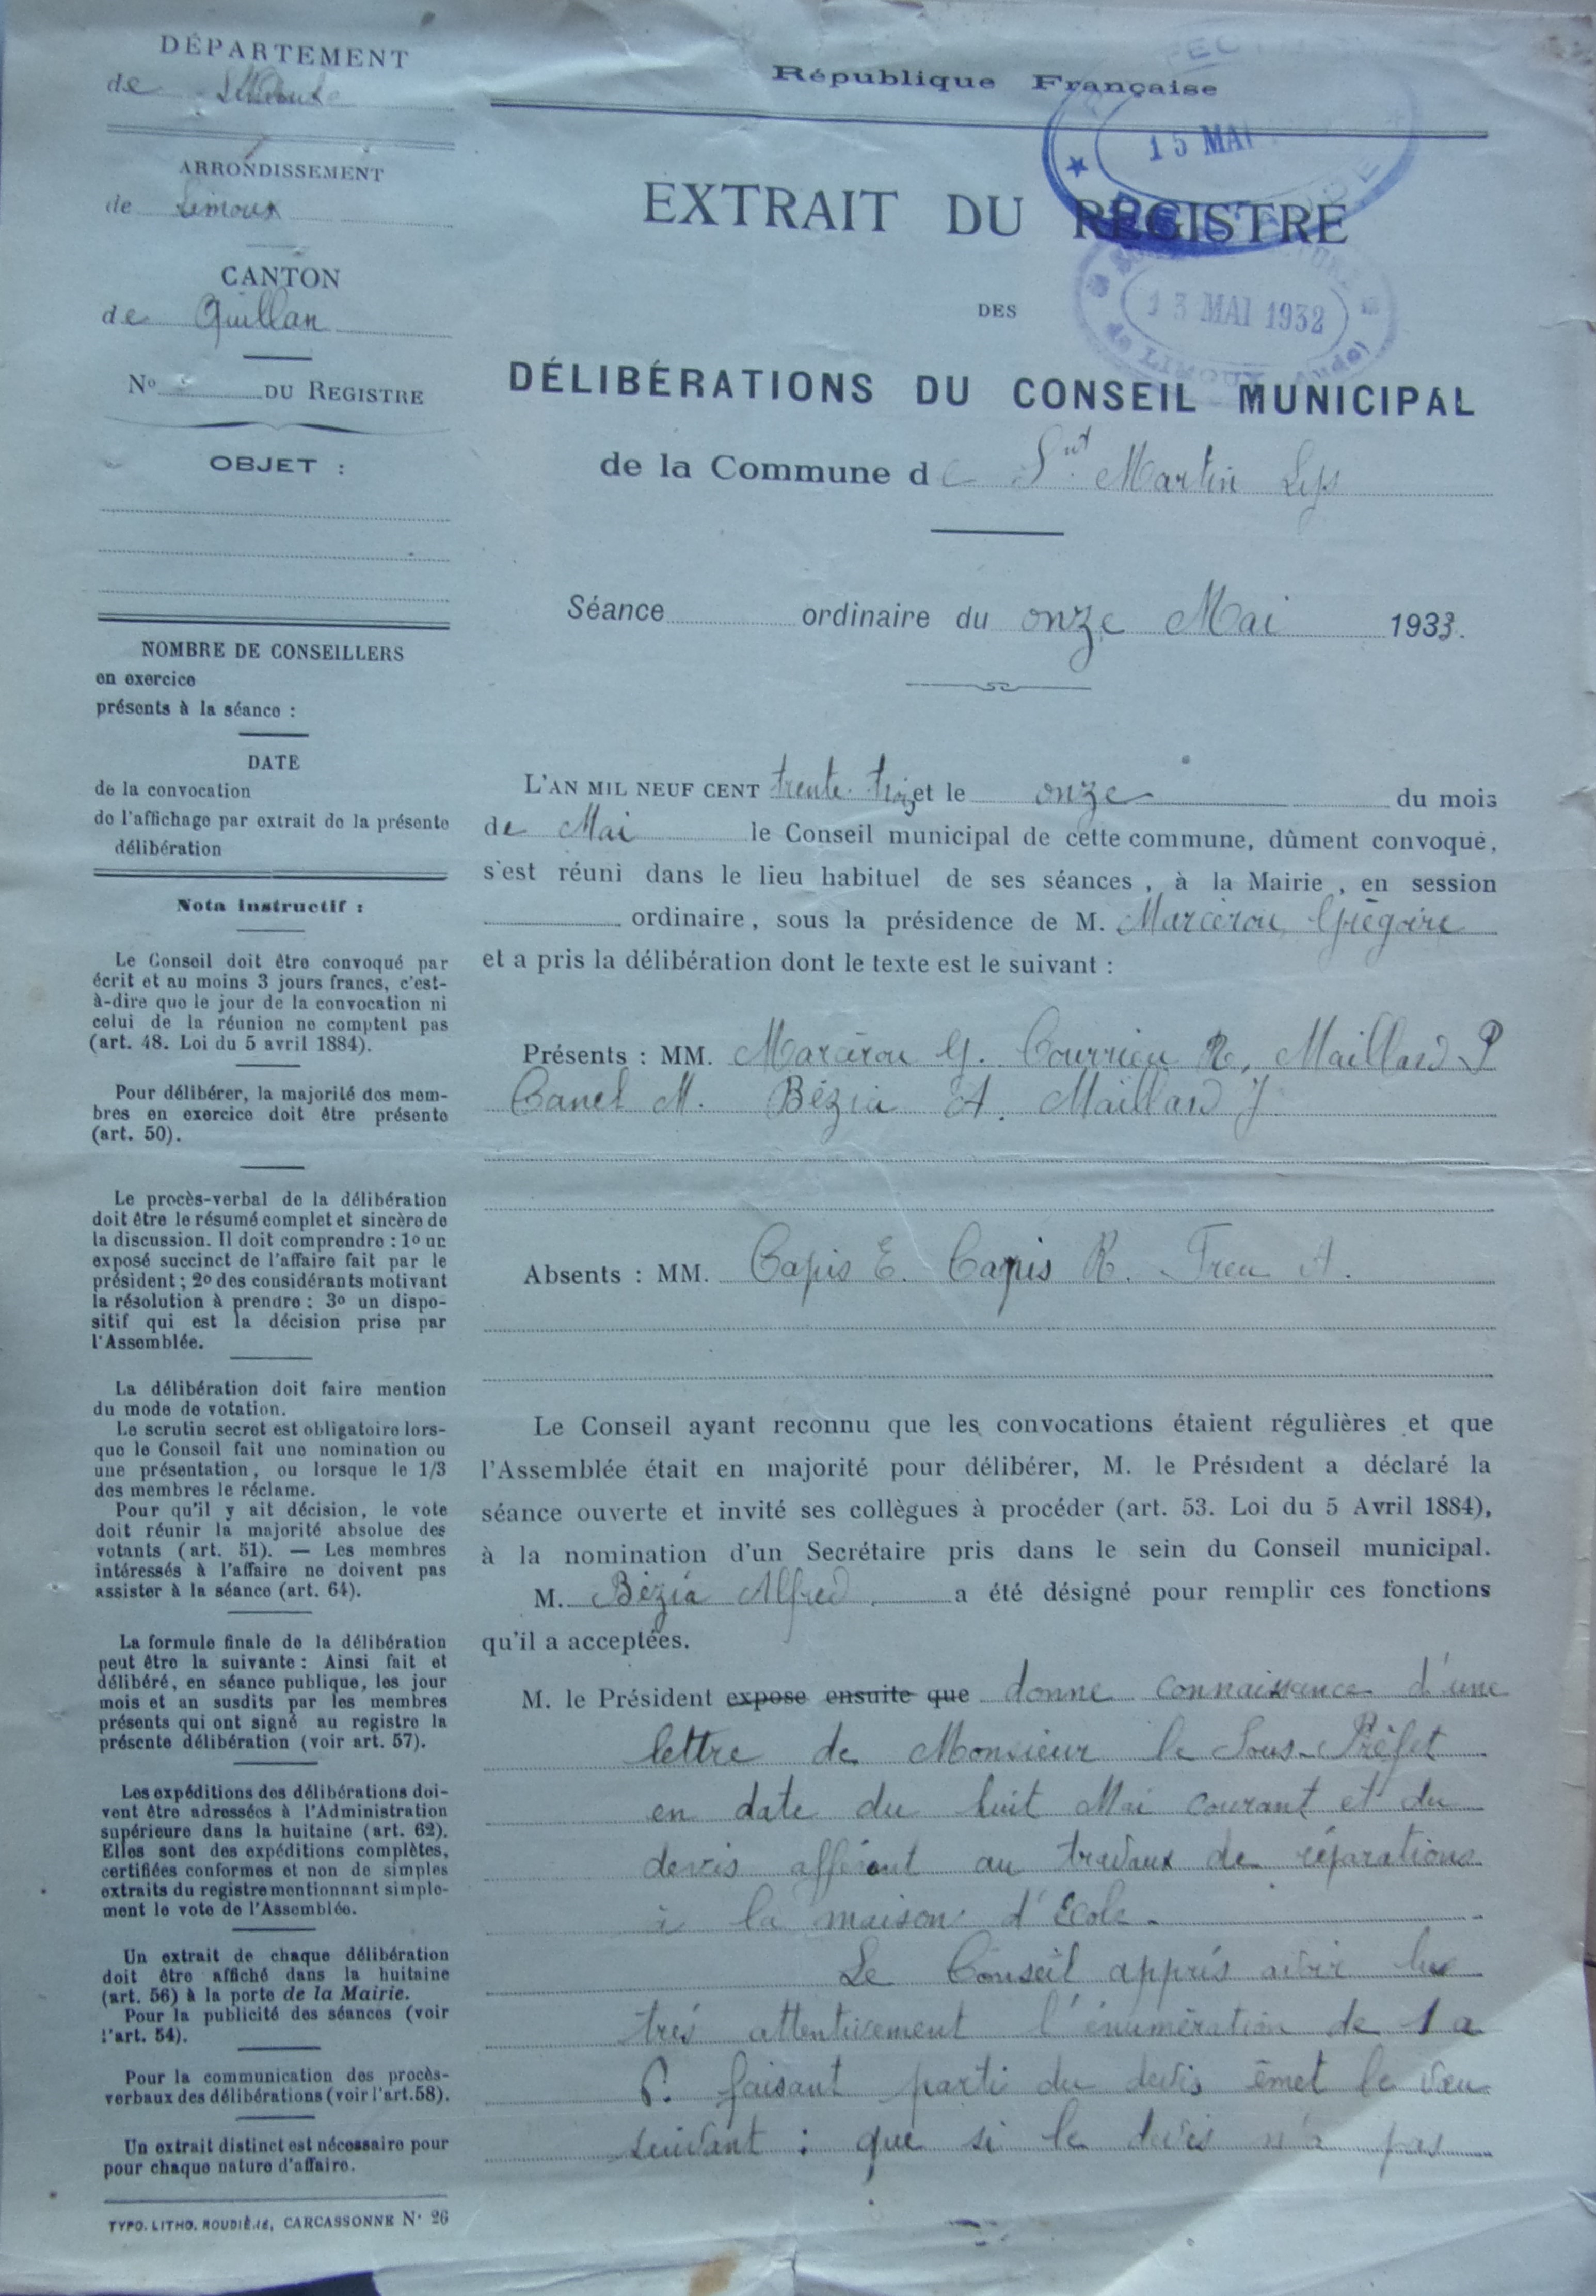 DÉPARTEMENT
de
ARRONDISSEMENT
de Limoux
CANTON
de Quillan
No DU REGISTRE
OBJET :
NOMBRE DE CONSEILLERS
en exercice
présents à la séance :
DATE
de la convocation
de l'affichage par extrait de la présente
délibération
Nota Instructif :
Le Conseil doit être convoqué par
écrit et au moins 3 jours francs, c'est-
à-dire que le jour de la convocation ni
celui de la réunion ne comptent pas
(art. 48. Loi du 5 avril 1884).
Pour délibérer, la majorité des mem-
bres en exercice doit être présente
(art. 50).
Le procès-verbal de la délibération
doit être le résumé complet et sincère de
la discussion. Il doit comprendre : 1o un
exposé succinct de l'affaire fait par le
président ; 2o des considérants motivant
la résolution à prendre : 3o un dispo-
sitif qui est la décision prise par
l'Assemblée.
La délibération doit faire mention
du mode de votation.
Le scrutin secret est obligatoire lors-
que le Conseil fait une nomination ou
une présentation, ou lorsque le 1/3
des membres le réclame.
Pour qu'il y ait décision, le vote
doit réunir la majorité absolue des
votants (art. 51). — Les membres
intéressés à l'affaire ne doivent pas
assister à la séance (art. 64).
La formule finale de la délibération
peut être la suivante : Ainsi fait et
délibéré, en séance publique, les jour
mois et an susdits par les membres
présents qui ont signé au registre la
présente délibération (voir art. 57).
Les expéditions des délibérations doi-
vent être adressées à l'Administration
supérieure dans la huitaine (art. 62).
Elles sont des expéditions complètes,
certifiées conformes et non de simples
extraits du registre mentionnant simple-
ment le vote de l'Assemblée.
Un extrait de chaque délibération
doit être affiché dans la huitaine
(art. 56) à la porte de la Mairie.
Pour la publicité des séances (voir
l'art. 54).
Pour la communication des procès-
verbaux des délibérations (voir l'art. 58).
Un extrait distinct est nécessaire pour
pour chaque nature d'affaire.
TYPO. LITHO. ROUDIÈRE, CARCASSONNE No 26
République Française
15 MAI
EXTRAIT DU REGISTRE
13 MAI 1932
de LIMOUX (Aude)
DES
DÉLIBÉRATIONS DU CONSEIL MUNICIPAL
de la Commune de St Martin Lys
Séance ordinaire du onze Mai 1933.
L'AN MIL NEUF CENT trente trois et le onze du mois
de Mai le Conseil municipal de cette commune, dûment convoqué,
s'est réuni dans le lieu habituel de ses séances, à la Mairie, en session
ordinaire, sous la présidence de M. Marcerou Grégoire
et a pris la délibération dont le texte est le suivant :
Présents : MM. Marcerou G. Courrieu R, Maillard P
Canel M. Bézia A. Maillard J
Absents : MM. Capis E. Capis R. Freu A.
Le Conseil ayant reconnu que les convocations étaient régulières et que
l'Assemblée était en majorité pour délibérer, M. le Président a déclaré la
séance ouverte et invité ses collègues à procéder (art. 53. Loi du 5 Avril 1884),
à la nomination d'un Secrétaire pris dans le sein du Conseil municipal.
M. Bézia Alfred a été désigné pour remplir ces fonctions
qu'il a acceptées.
M. le Président expose ensuite que donne connaissance d'une
lettre de Monsieur le Sous-Préfet
en date du huit Mai courant et du
devis afférant au travaux de réparations
à la maison d'Ecole.
Le Conseil apprés avoir lu
trés attentivement l'énumération de 1 a
6. faisant parti du devis émet le vœu
suivant : que si le devis n'a pas